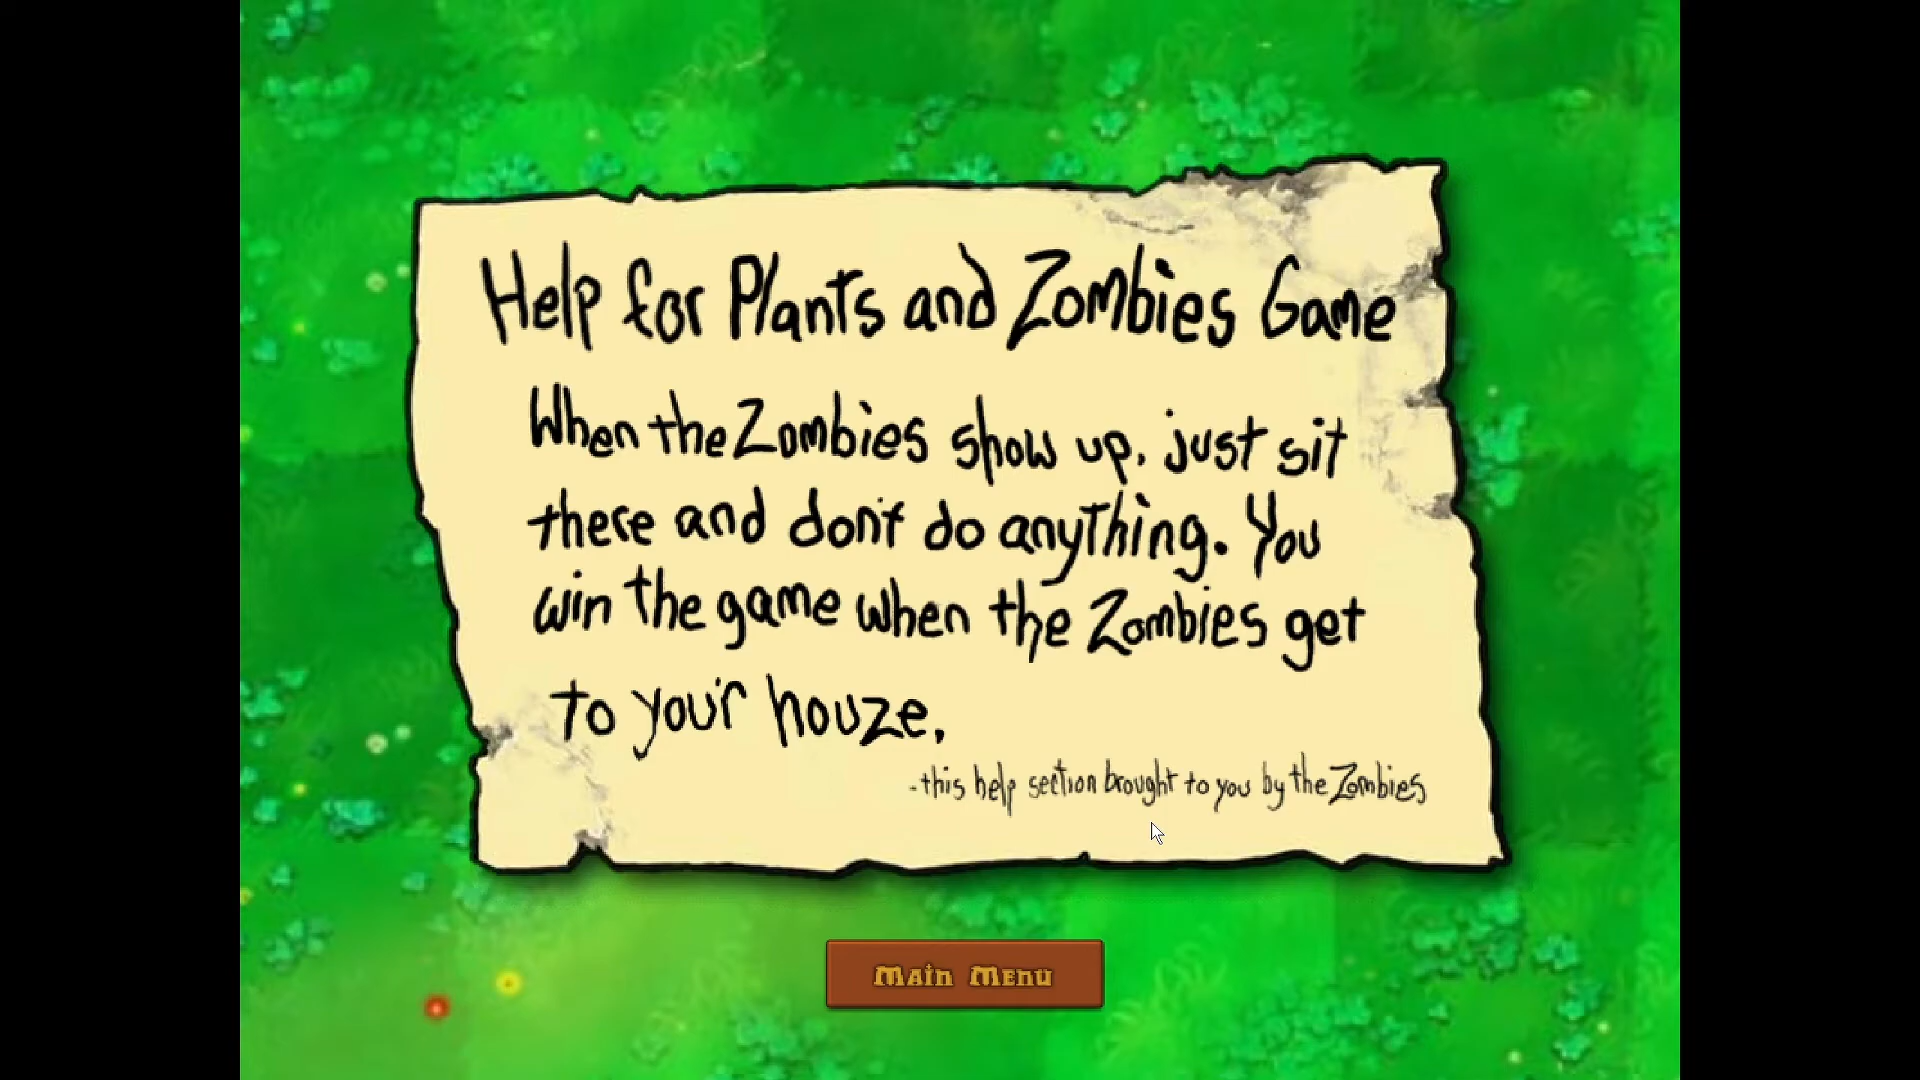 Help for Plants and Zombies Game
When the Zombies show up, just sit
there and don't do anything. You
win the game when the Zombies get
to you'r houze.
-this help section brought to you by the Zombies
Main Menu